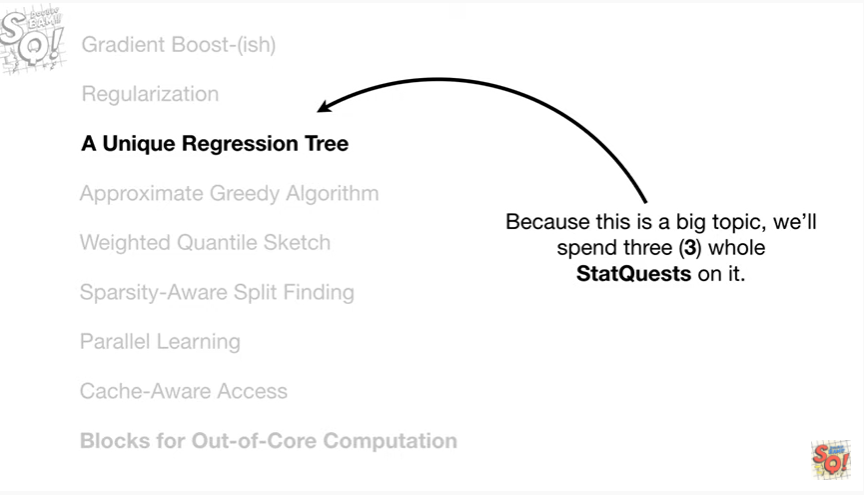 SQ!
Gradient Boost-(ish)
Regularization
A Unique Regression Tree
Approximate Greedy Algorithm
Weighted Quantile Sketch
Sparsity-Aware Split Finding
Parallel Learning
Cache-Aware Access
Blocks for Out-of-Core Computation
Because this is a big topic, we’ll
spend three (3) whole
StatQuests on it.
SQ!